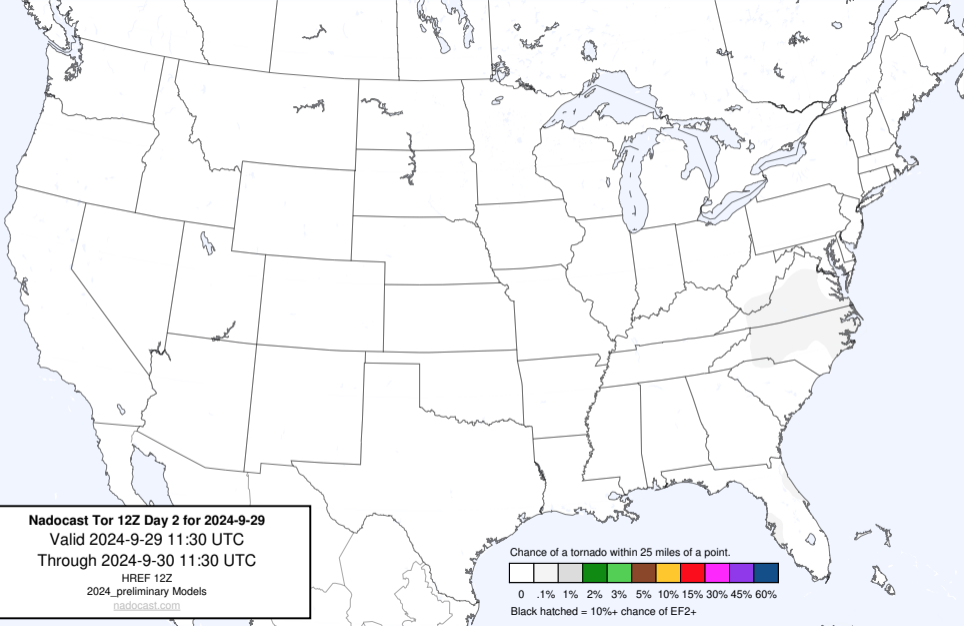 Nadocast Tor 12Z Day 2 for 2024-9-29
Valid 2024-9-29 11:30 UTC
Through 2024-9-30 11:30 UTC
HREF 12Z
2024_preliminary Models
nadocast.com
Chance of a tornado within 25 miles of a point.
0 .1% 1% 2% 3% 5% 10% 15% 30% 45% 60%
Black hatched = 10%+ chance of EF2+